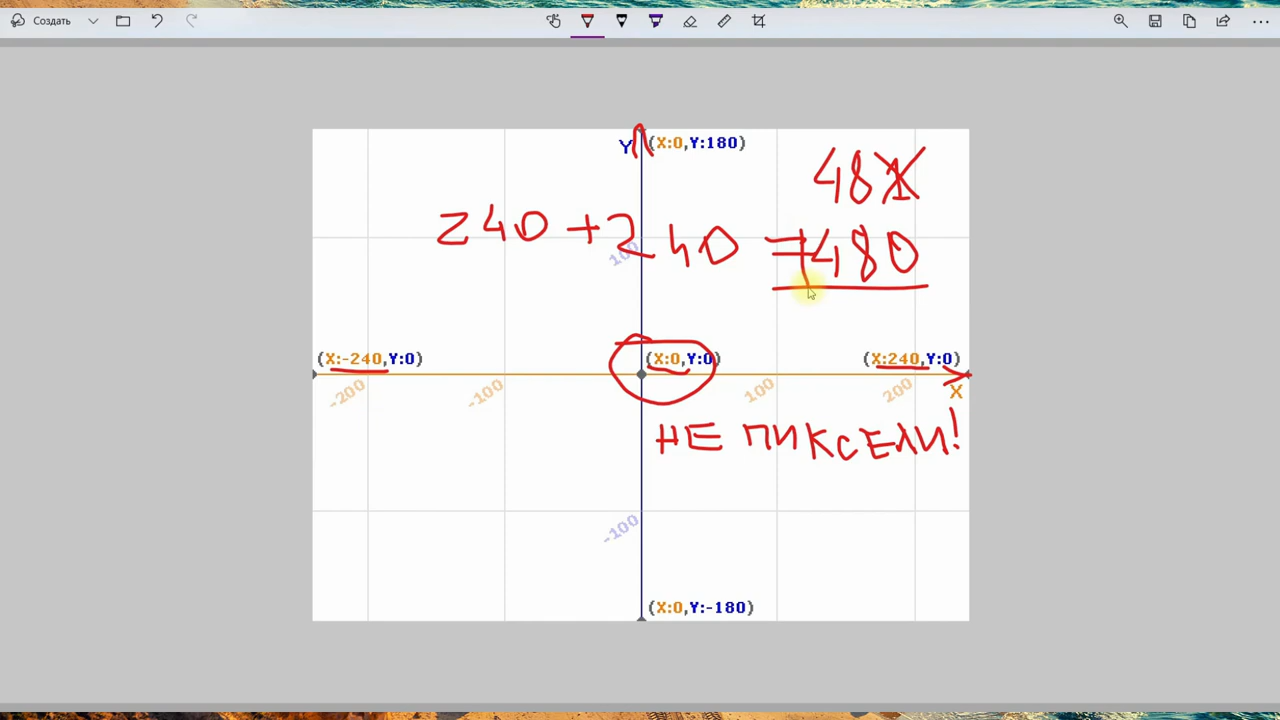 Создать
Y (X:0,Y:180)
481
240+240=480
100
(X:-240,Y:0) (X:0,Y:0) (X:240,Y:0)
-200 -100 100 200 X
НЕ ПИКСЕЛИ!
-100
(X:0,Y:-180)